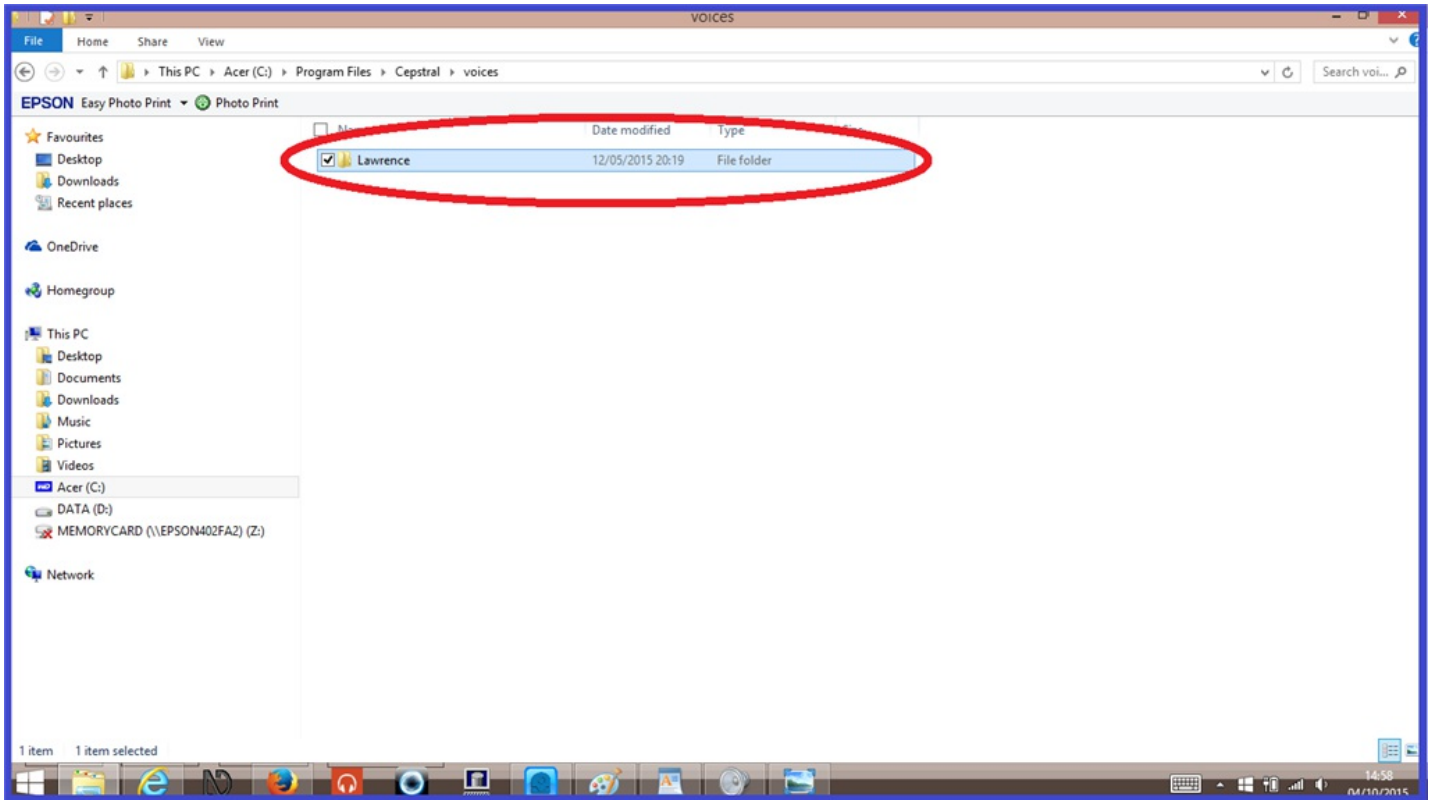 voices
File Home Share View
This PC Acer (C:) Program Files Cepstral voices Search voi...
EPSON Easy Photo Print Photo Print
Favourites
Desktop
Downloads
Recent places
OneDrive
Homegroup
This PC
Desktop
Documents
Downloads
Music
Pictures
Videos
Acer (C:)
DATA (D:)
MEMORYCARD (\\EPSON402FA2) (Z:)
Network
Date modified Type
Lawrence 12/05/2015 20:19 File folder
1 item 1 item selected
14:58
04/10/2015